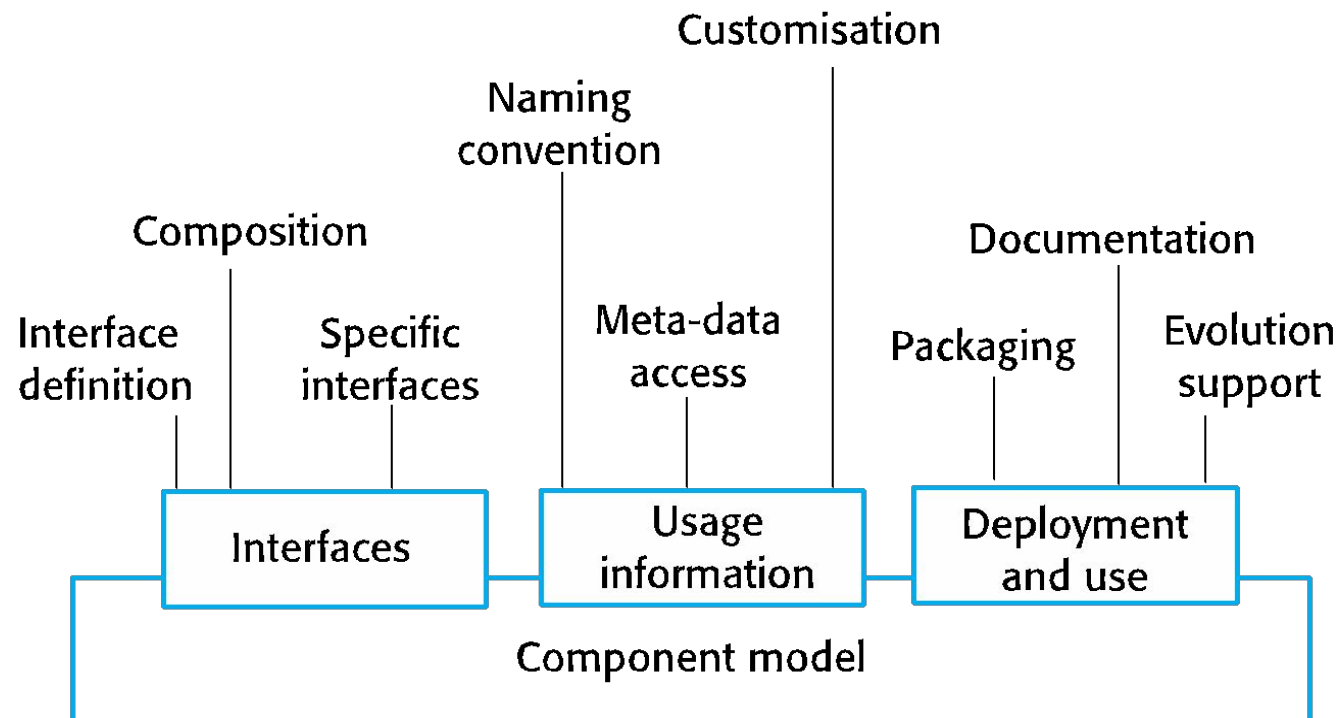 Customisation
Naming
convention
Composition
Documentation
Interface
definition
Specific
interfaces
Meta-data
access
Packaging
Evolution
support
Interfaces
Usage
information
Deployment
and use
Component model